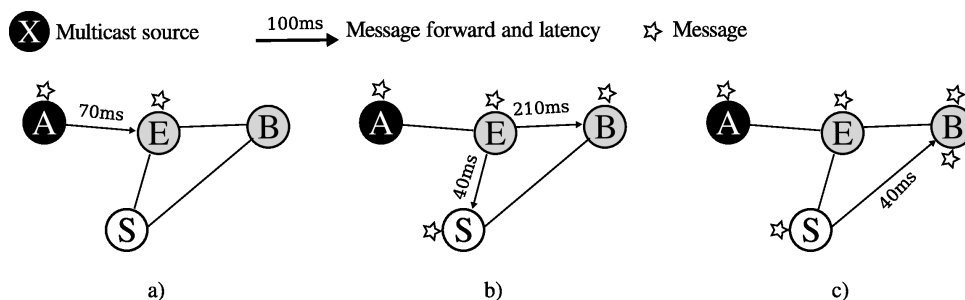 X Multicast source 100ms Message forward and latency Message
A 70ms E B S
A E 210ms B 40ms S
A E B 40ms S
a) b) c)